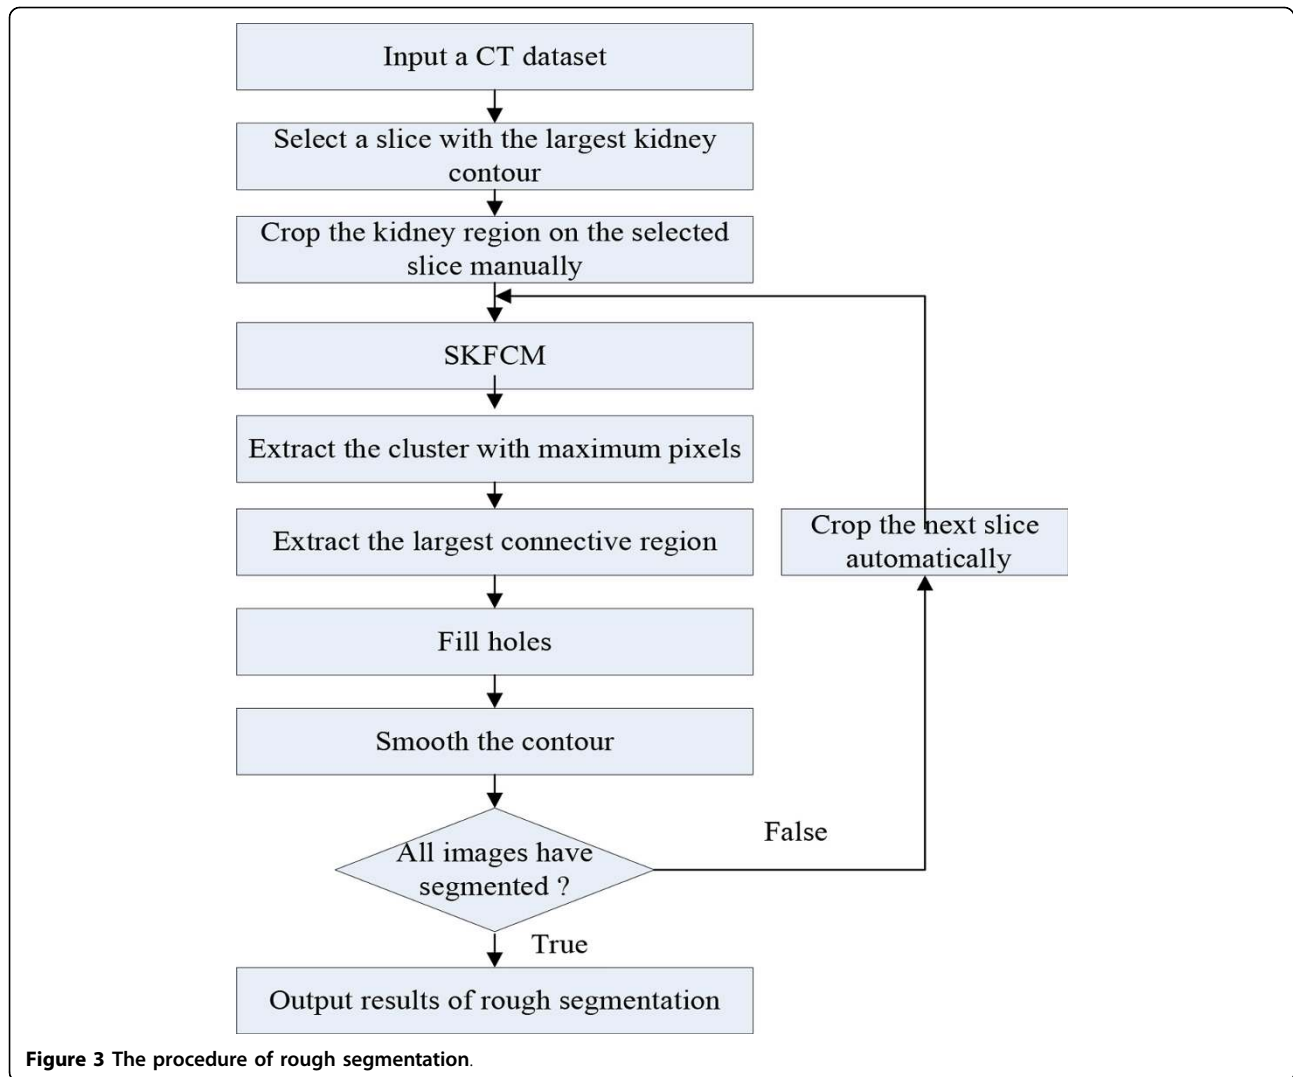 Input a CT dataset
Select a slice with the largest kidney
contour
Crop the kidney region on the selected
slice manually
SKFCM
Extract the cluster with maximum pixels
Extract the largest connective region
Crop the next slice
automatically
Fill holes
Smooth the contour
False
All images have
segmented ?
True
Output results of rough segmentation
Figure 3 The procedure of rough segmentation.